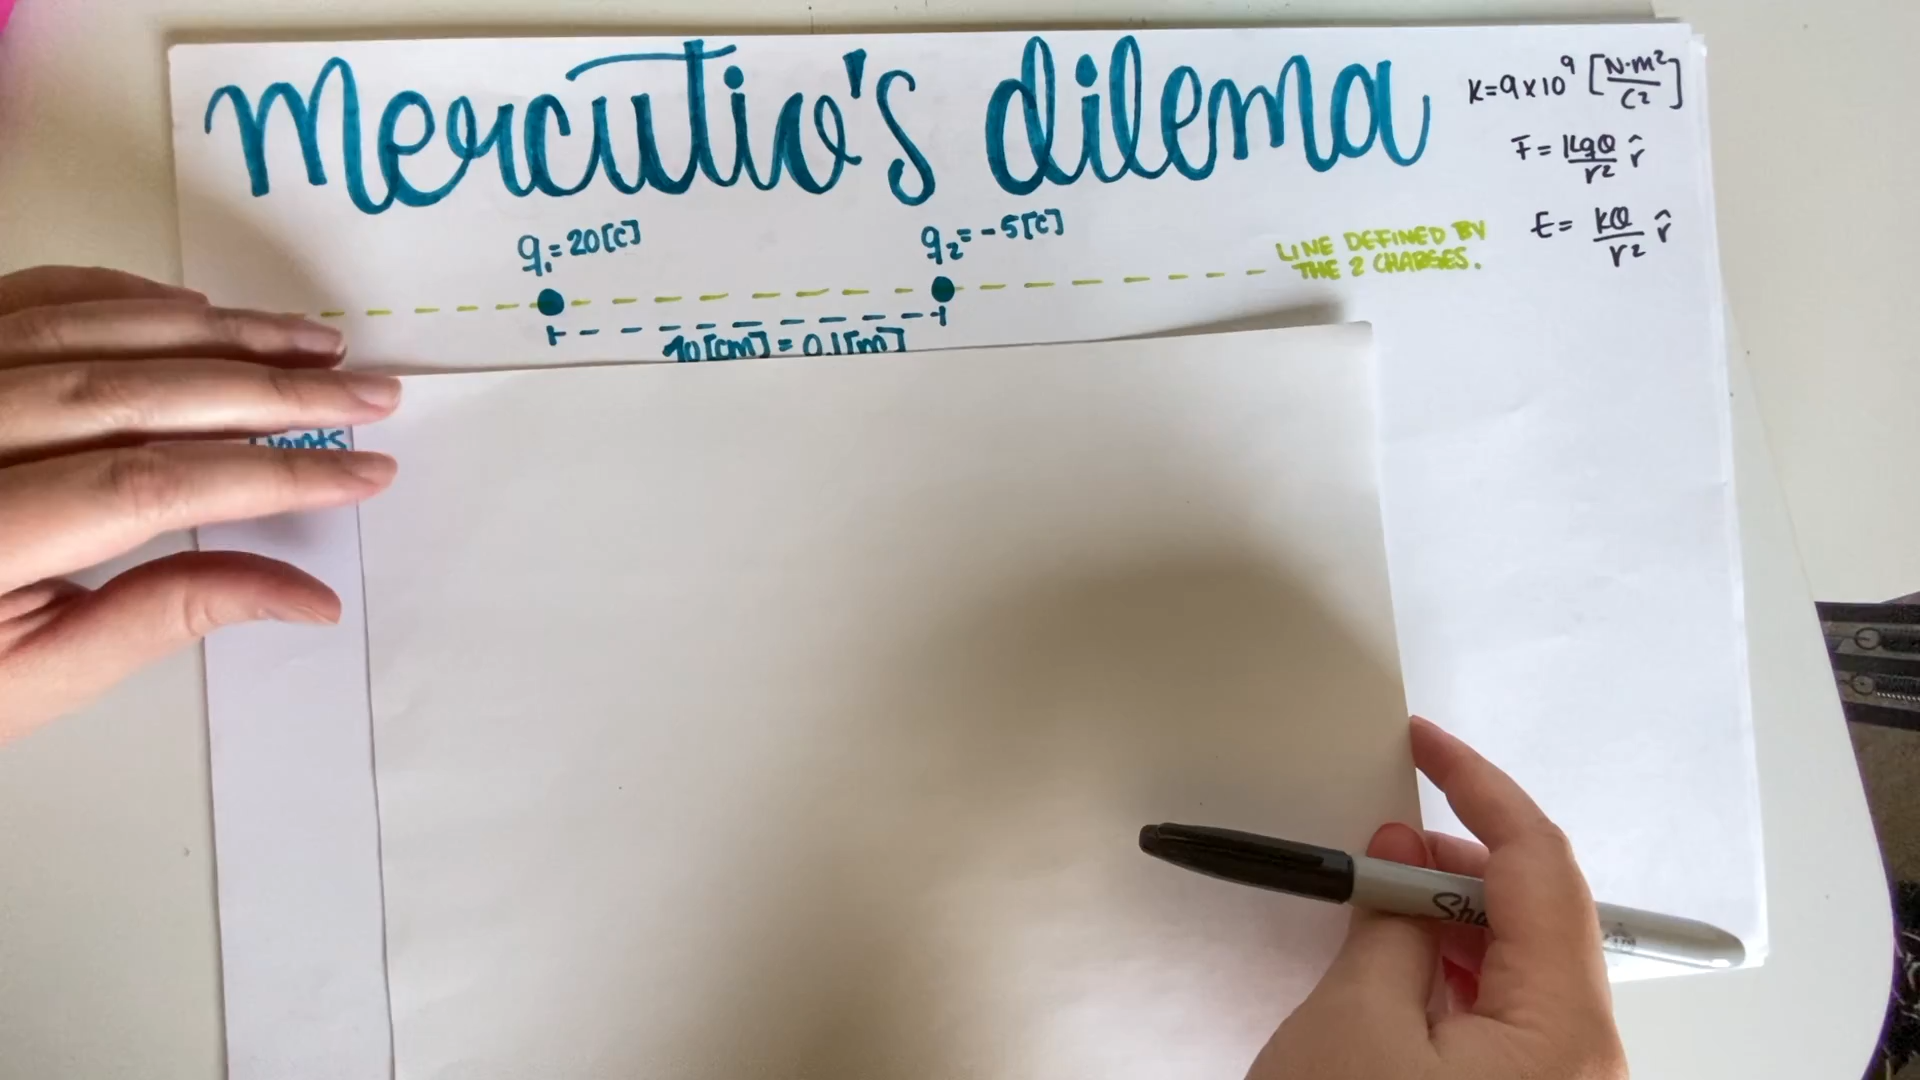 Mercutio's dilema
K=9x10⁹ [N·m²/C²]
F = kqQ/r² r̂
E = kQ/r² r̂
q₁=20[C]
q₂=-5[C]
LINE DEFINED BY
THE 2 CHARGES.
10[cm] = 0.1[m]